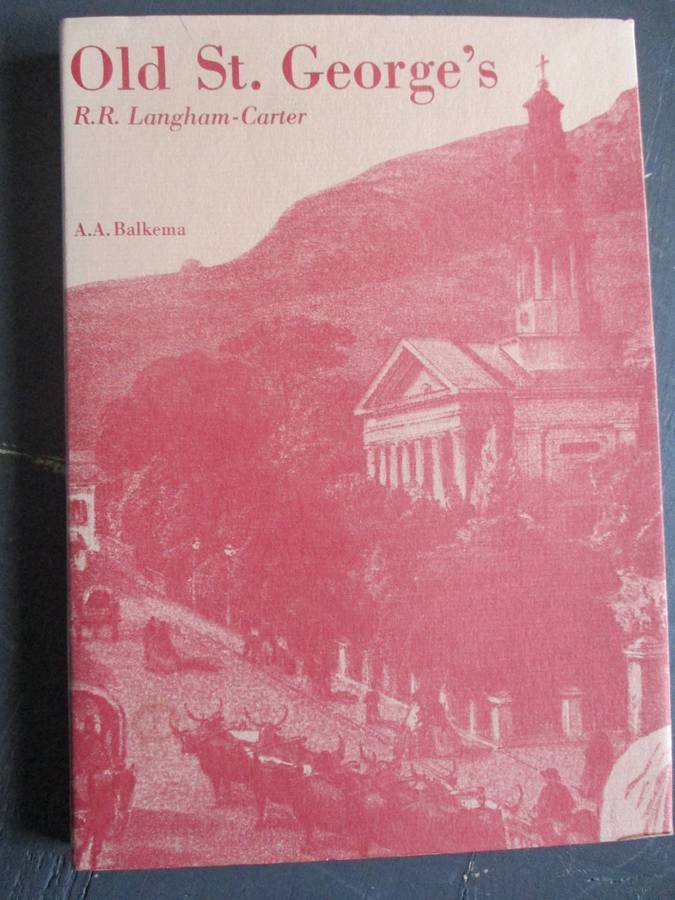 Old St. George's
R.R. Langham-Carter
A.A. Balkema